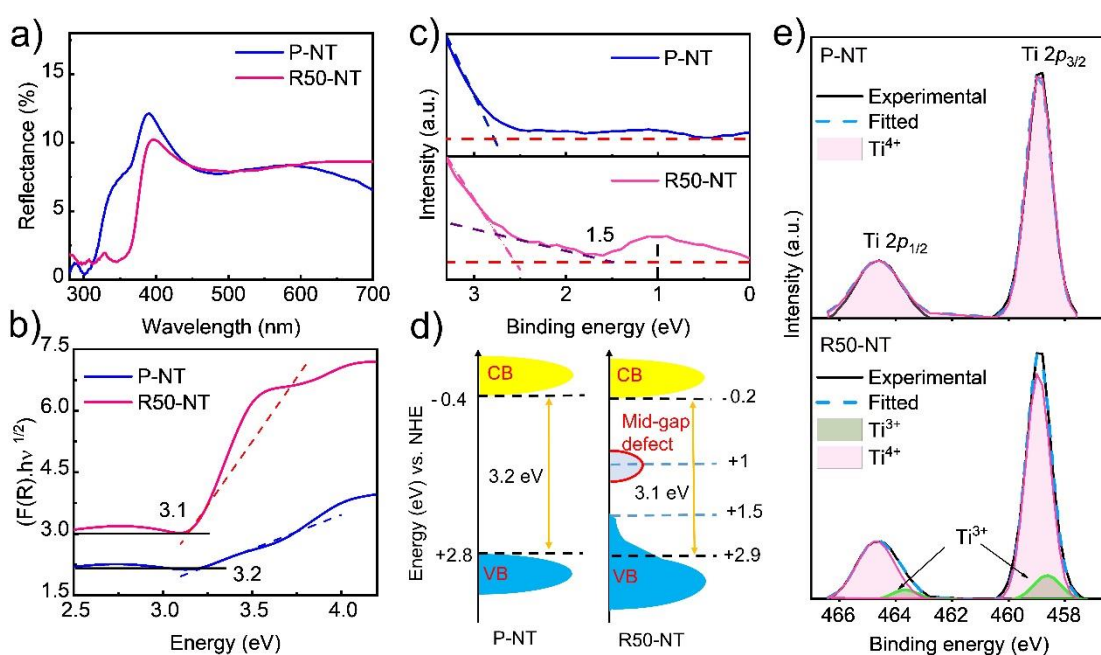 a)
P-NT
R50-NT
Reflectance (%)
15
10
5
0
300
400
500
600
700
Wavelength (nm)
b)
P-NT
R50-NT
(F(R).hν 1/2)
7.5
6.0
4.5
3.0
1.5
3.1
3.2
2.5
3.0
3.5
4.0
Energy (eV)
c)
P-NT
R50-NT
1.5
Intensity (a.u.)
3
2
1
0
Binding energy (eV)
d)
Energy (eV) vs. NHE
CB
-0.4
3.2 eV
+2.8
VB
P-NT
CB
-0.2
Mid-gap
defect
+1
3.1 eV
+1.5
+2.9
VB
R50-NT
e)
P-NT
Ti 2p3/2
Experimental
Fitted
Ti4+
Ti 2p1/2
Intensity (a.u.)
R50-NT
Experimental
Fitted
Ti3+
Ti4+
Ti3+
466
464
462
460
458
Binding energy (eV)